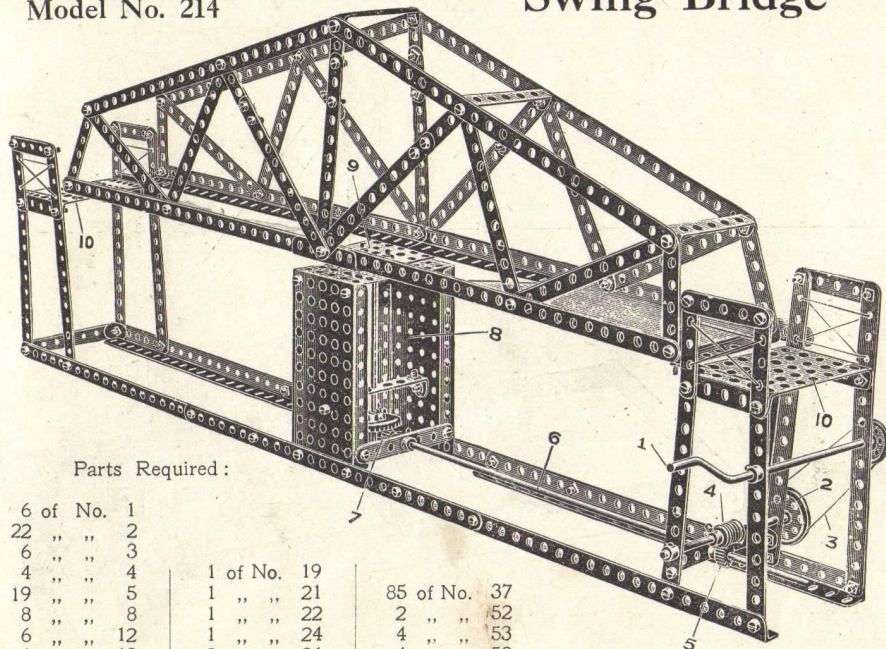 Model No. 214
Swing Bridge
9
10
8
10
1
6
2
4
7
3
5
Parts Required :
6 of No. 1
22 ,, ,, 2
6 ,, ,, 3
4 ,, ,, 4
19 ,, ,, 5
8 ,, ,, 8
6 ,, ,, 12
1 of No. 19
1 ,, ,, 21
1 ,, ,, 22
1 ,, ,, 24
85 of No. 37
2 ,, ,, 52
4 ,, ,, 53